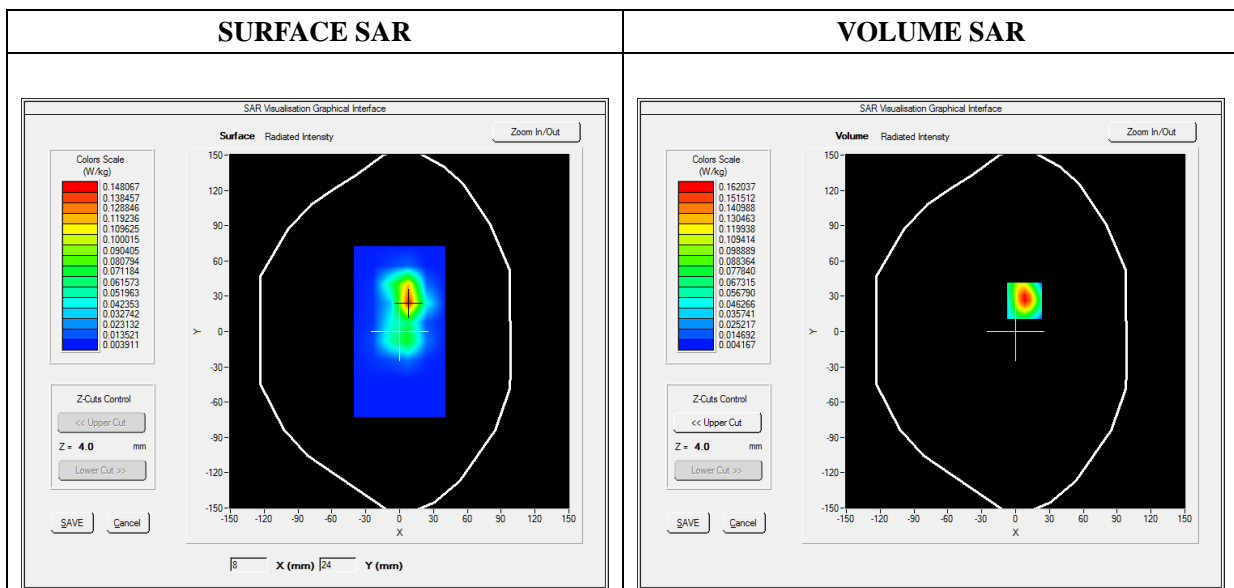 SURFACE SAR
VOLUME SAR
SAR Visualisation Graphical Interface
Surface Radiated Intensity
Zoom In/Out
Colors Scale
(W/kg)
0.148067
0.138457
0.128846
0.119236
0.109625
0.100015
0.090405
0.080794
0.071184
0.061573
0.051963
0.042353
0.032742
0.023132
0.013521
0.003911
Z-Cuts Control
<< Upper Cut
Z = 4.0 mm
Lower Cut >>
SAVE Cancel
150
120
90
60
30
Y 0
-30
-60
-90
-120
-150
-150 -120 -90 -60 -30 0 30 60 90 120 150
X
8 X (mm) 24 Y (mm)
SAR Visualisation Graphical Interface
Volume Radiated Intensity
Zoom In/Out
Colors Scale
(W/kg)
0.162037
0.151512
0.140988
0.130463
0.119938
0.109414
0.098889
0.088364
0.077840
0.067315
0.056790
0.046266
0.035741
0.025217
0.014692
0.004167
Z-Cuts Control
<< Upper Cut
Z = 4.0 mm
Lower Cut >>
SAVE Cancel
150
120
90
60
30
Y 0
-30
-60
-90
-120
-150
-150 -120 -90 -60 -30 0 30 60 90 120 150
X